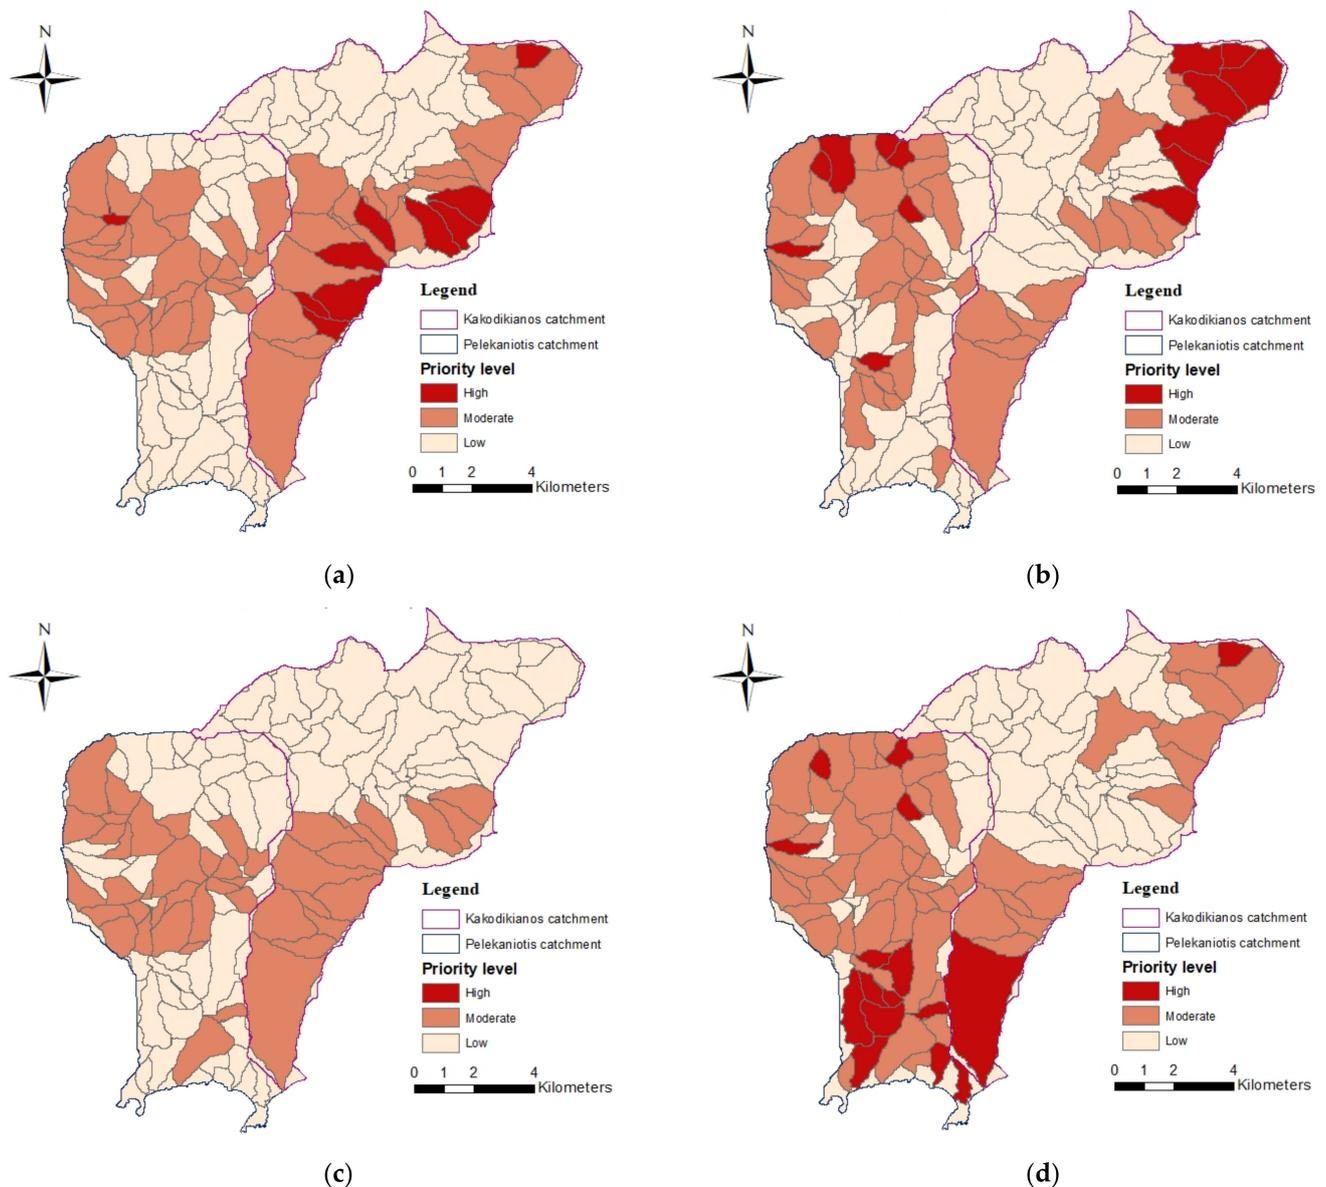 N
Legend
Kakodikianos catchment
Pelekaniotis catchment
Priority level
High
Moderate
Low
0 1 2 4
Kilometers
(a)
N
Legend
Kakodikianos catchment
Pelekaniotis catchment
Priority level
High
Moderate
Low
0 1 2 4
Kilometers
(b)
N
Legend
Kakodikianos catchment
Pelekaniotis catchment
Priority level
High
Moderate
Low
0 1 2 4
Kilometers
(c)
N
Legend
Kakodikianos catchment
Pelekaniotis catchment
Priority level
High
Moderate
Low
0 1 2 4
Kilometers
(d)